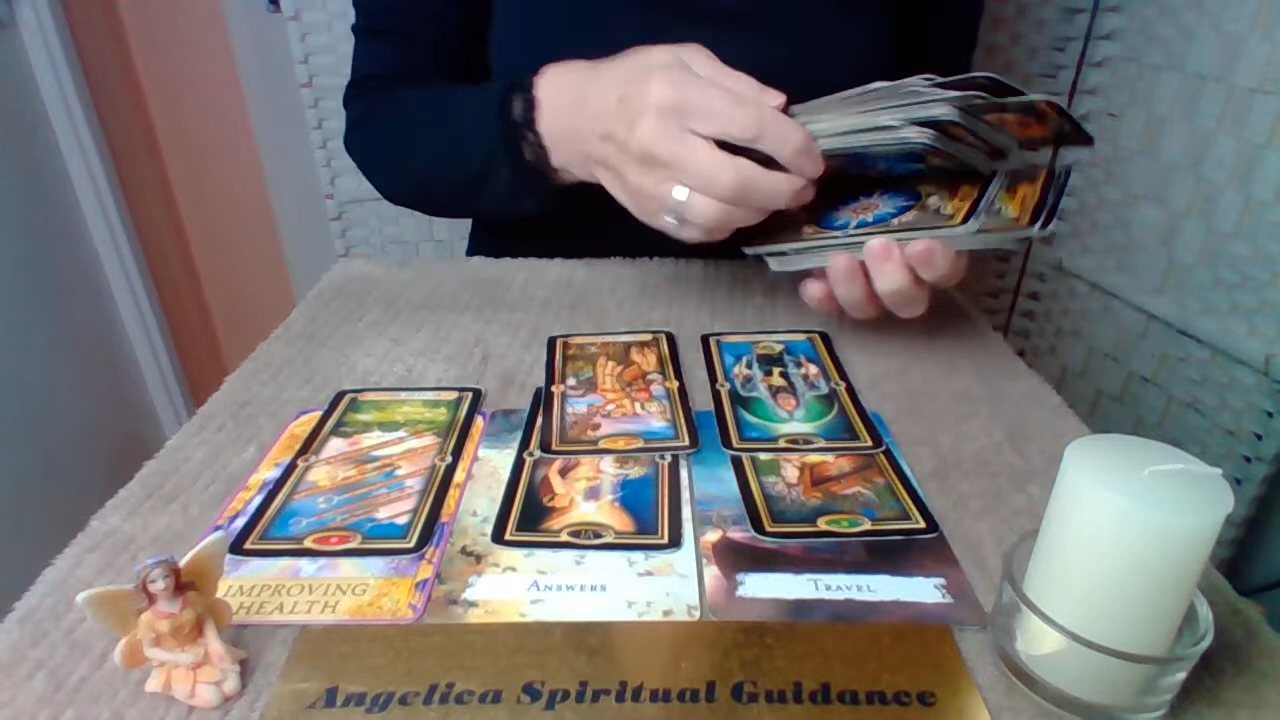 IMPROVING
HEALTH
ANSWERS
TRAVEL
Angelica Spiritual Guidance